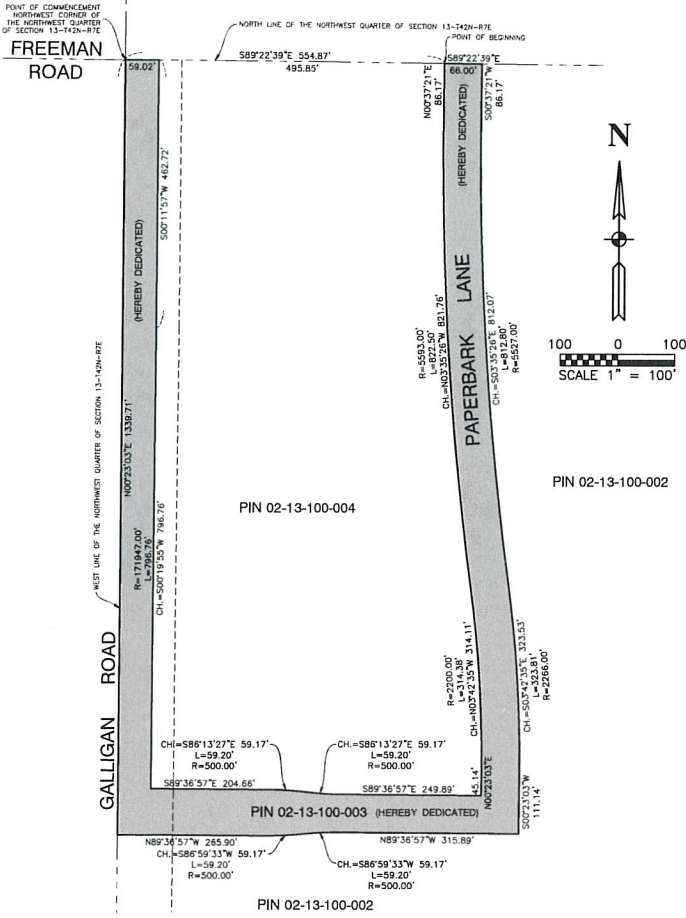 POINT OF COMMENCEMENT
NORTHWEST CORNER OF
THE NORTHWEST QUARTER
OF SECTION 13-T42N-R7E
FREEMAN
ROAD
NORTH LINE OF THE NORTHWEST QUARTER OF SECTION 13-T42N-R7E
POINT OF BEGINNING
S89°22'39"E 554.87'
495.85'
59.02'
S89°22'39"E
66.00'
N00°37'21"E
86.17'
S00°37'21"W
86.17'
(HEREBY DEDICATED)
S00°11'57"W 462.72'
(HEREBY DEDICATED)
N
100 0 100
SCALE 1" = 100'
PAPERBARK LANE
R=5593.00'
L=822.50'
CH.=N03°35'26"W 821.76'
CH.=S03°35'26"E 812.07'
L=812.80'
R=5527.00'
WEST LINE OF THE NORTHWEST QUARTER OF SECTION 13-T42N-R7E
N00°23'03"E 1339.71'
R=171947.00'
L=796.76'
CH.=S00°19'55"W 796.76'
PIN 02-13-100-004
PIN 02-13-100-002
GALLIGAN ROAD
R=2200.00'
L=314.38'
CH.=N03°42'35"W 314.11'
CH.=S03°42'35"E 323.53'
L=323.81'
R=2266.00'
CH.=S86°13'27"E 59.17'
L=59.20'
R=500.00'
CH.=S86°13'27"E 59.17'
L=59.20'
R=500.00'
S89°36'57"E 204.66'
S89°36'57"E 249.89'
45.14'
N00°23'03"E
S00°23'03"W
111.14'
PIN 02-13-100-003 (HEREBY DEDICATED)
N89°36'57"W 265.90'
CH.=S86°59'33"W 59.17'
L=59.20'
R=500.00'
N89°36'57"W 315.89'
CH.=S86°59'33"W 59.17'
L=59.20'
R=500.00'
PIN 02-13-100-002